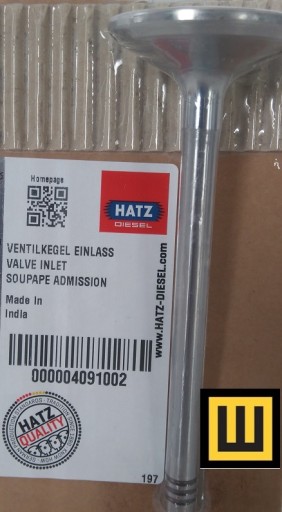 Homepage
HATZ
DIESEL
VENTILKEGEL EINLASS
VALVE INLET
SOUPAPE ADMISSION
www.HATZ-DIESEL.com
Made In
India
000004091002
HATZ
QUALITY
197